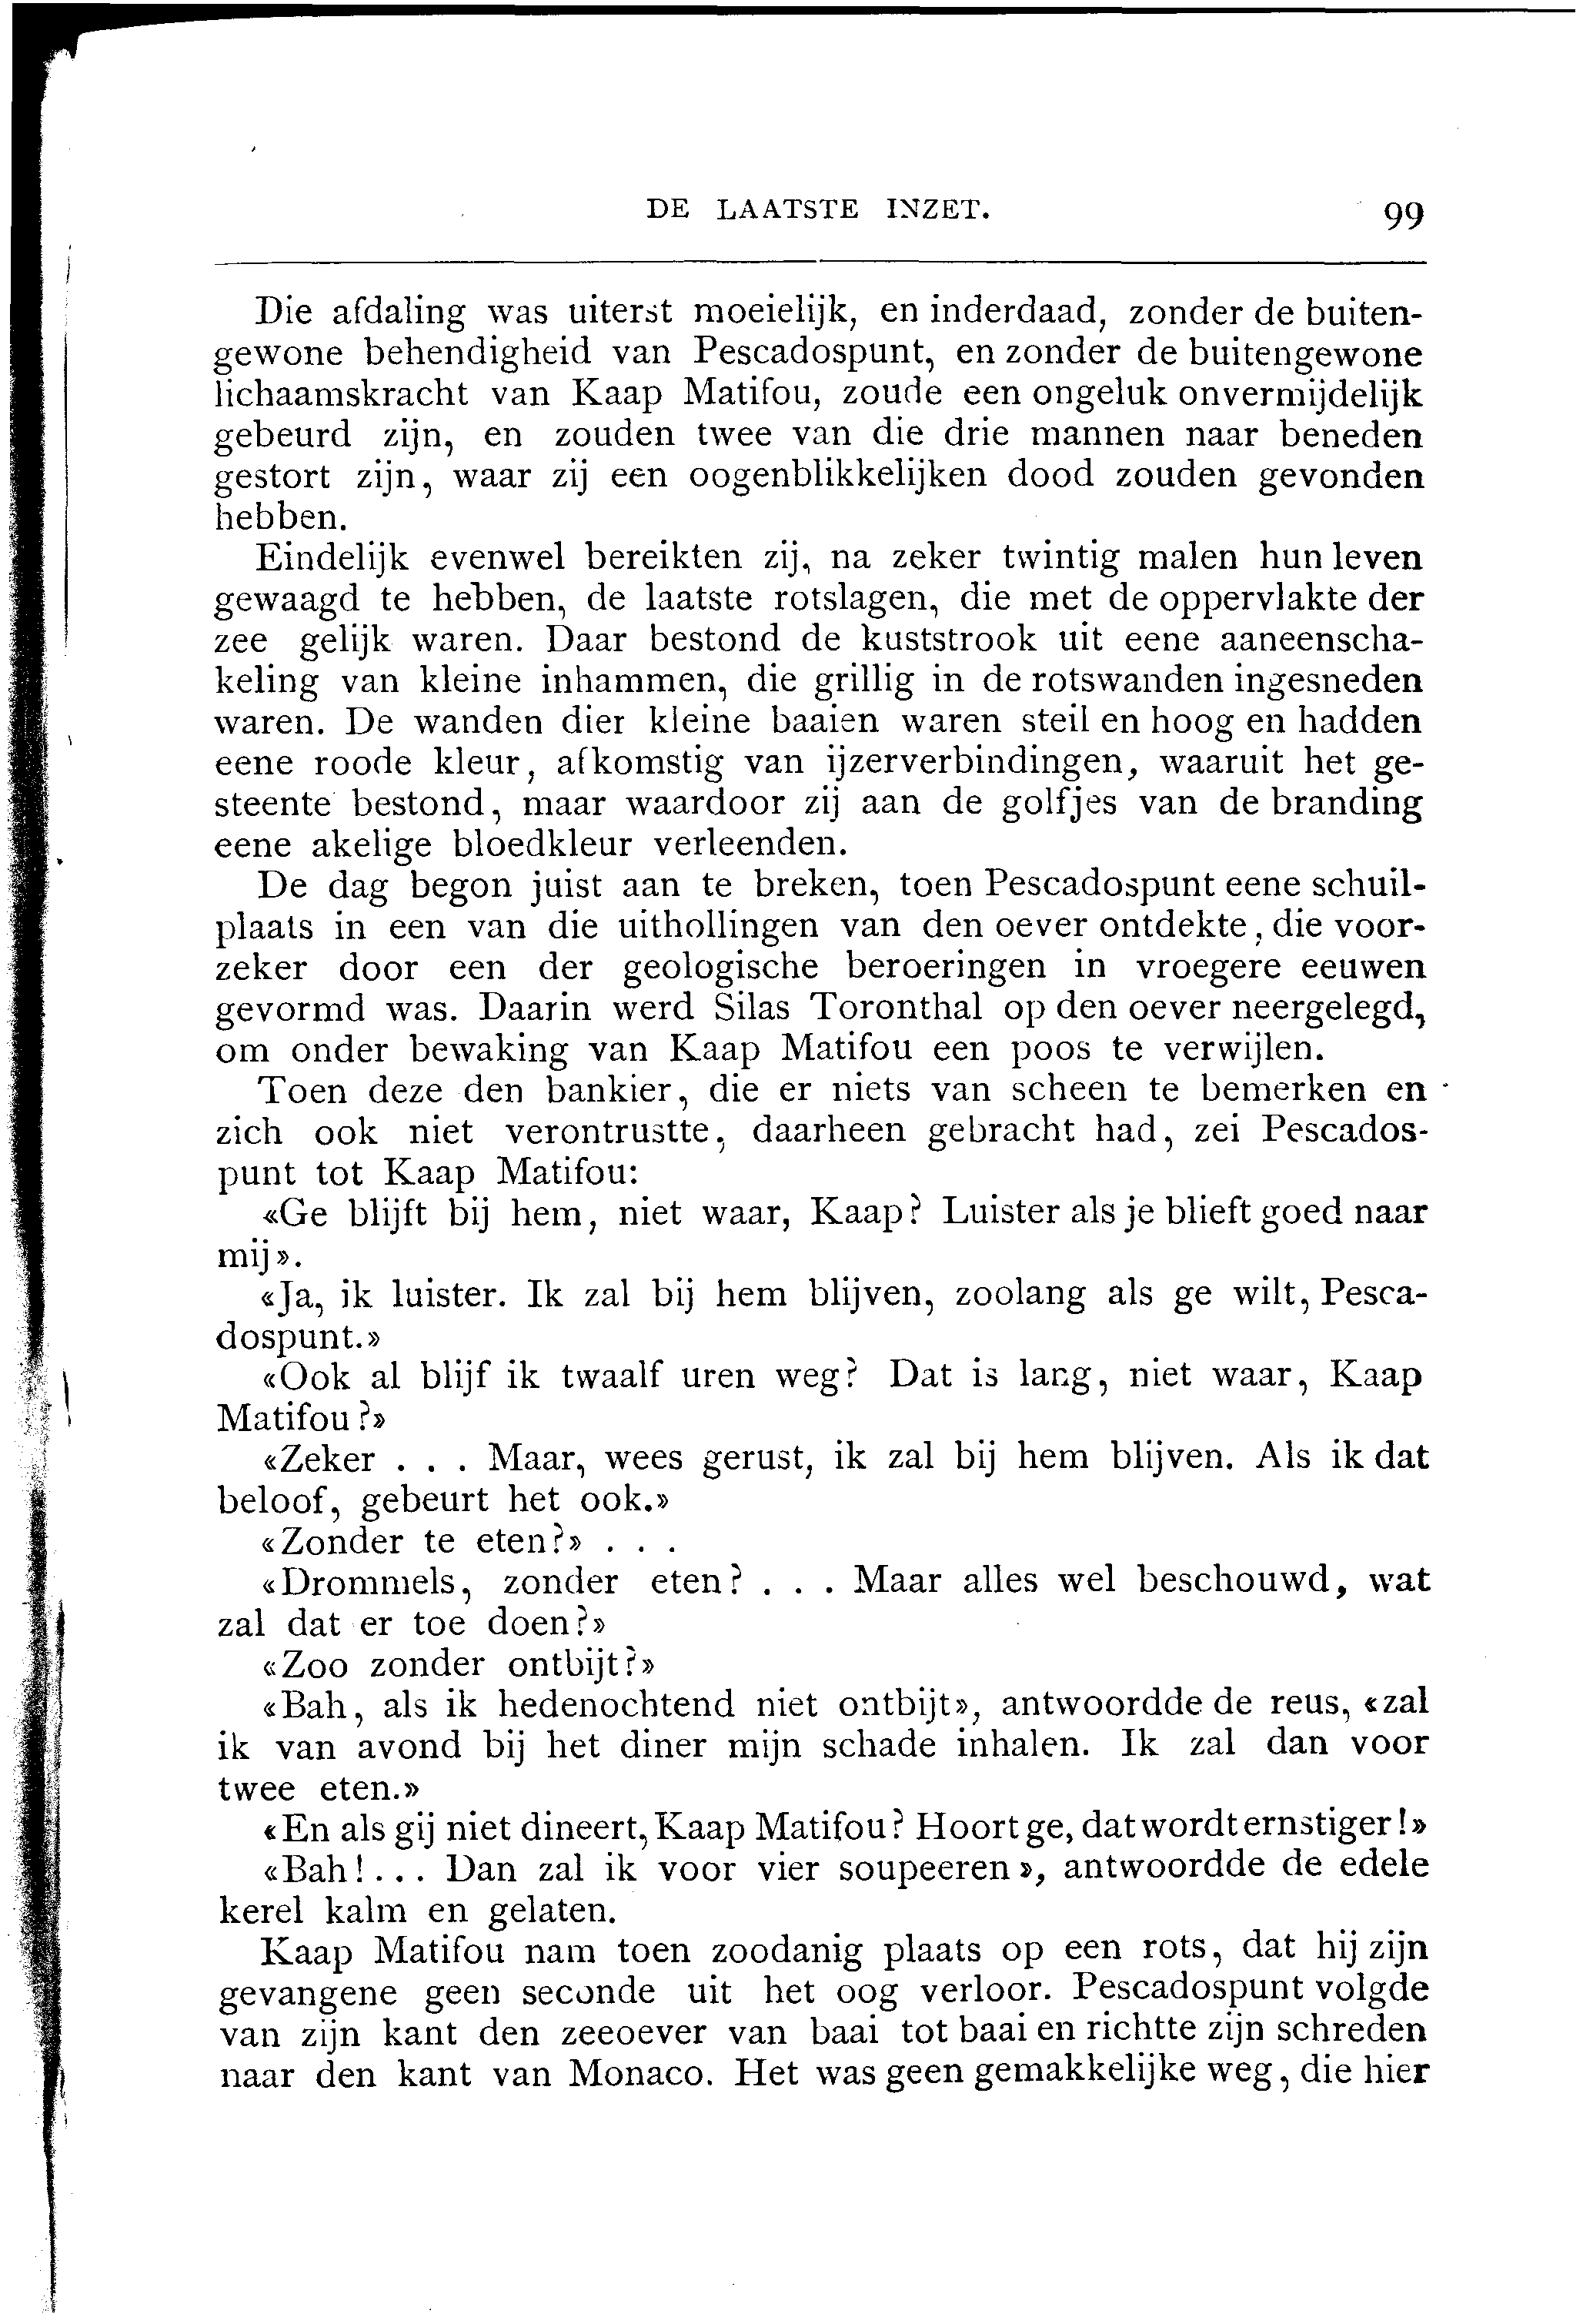 DE LAATSTE INZET. 99
Die afdaling was uiterst moeielijk, en inderdaad, zonder de buiten-
gewone behendigheid van Pescadospunt, en zonder de buitengewone
lichaamskracht van Kaap Matifou, zoude een ongeluk onvermijdelijk
gebeurd zijn, en zouden twee van die drie mannen naar beneden
gestort zijn, waar zij een oogenblikkelijken dood zouden gevonden
hebben.
Eindelijk evenwel bereikten zij, na zeker twintig malen hun leven
gewaagd te hebben, de laatste rotslagen, die met de oppervlakte der
zee gelijk waren. Daar bestond de kuststrook uit eene aaneenscha-
keling van kleine inhammen, die grillig in de rotswanden ingesneden
waren. De wanden dier kleine baaien waren steil en hoog en hadden
eene roode kleur, afkomstig van ijzerverbindingen, waaruit het ge-
steente bestond, maar waardoor zij aan de golfjes van de branding
eene akelige bloedkleur verleenden.
De dag begon juist aan te breken, toen Pescadospunt eene schuil-
plaats in een van die uithollingen van den oever ontdekte, die voor-
zeker door een der geologische beroeringen in vroegere eeuwen
gevormd was. Daarin werd Silas Toronthal op den oever neergelegd,
om onder bewaking van Kaap Matifou een poos te verwijlen.
Toen deze den bankier, die er niets van scheen te bemerken en
zich ook niet verontrustte, daarheen gebracht had, zei Pescados-
punt tot Kaap Matifou:
«Ge blijft bij hem, niet waar, Kaap? Luister als je blieft goed naar
mij».
«Ja, ik luister. Ik zal bij hem blijven, zoolang als ge wilt, Pesca-
dospunt.»
«Ook al blijf ik twaalf uren weg? Dat is lang, niet waar, Kaap
Matifou?»
«Zeker . . . Maar, wees gerust, ik zal bij hem blijven. Als ik dat
beloof, gebeurt het ook.»
«Zonder te eten?» . . .
«Drommels, zonder eten? . . . Maar alles wel beschouwd, wat
zal dat er toe doen?»
«Zoo zonder ontbijt?»
«Bah, als ik hedenochtend niet ontbijt», antwoordde de reus, «zal
ik van avond bij het diner mijn schade inhalen. Ik zal dan voor
twee eten.»
«En als gij niet dineert, Kaap Matifou? Hoort ge, dat wordt ernstiger!»
«Bah!... Dan zal ik voor vier soupeeren», antwoordde de edele
kerel kalm en gelaten.
Kaap Matifou nam toen zoodanig plaats op een rots, dat hij zijn
gevangene geen seconde uit het oog verloor. Pescadospunt volgde
van zijn kant den zeeoever van baai tot baai en richtte zijn schreden
naar den kant van Monaco. Het was geen gemakkelijke weg, die hier